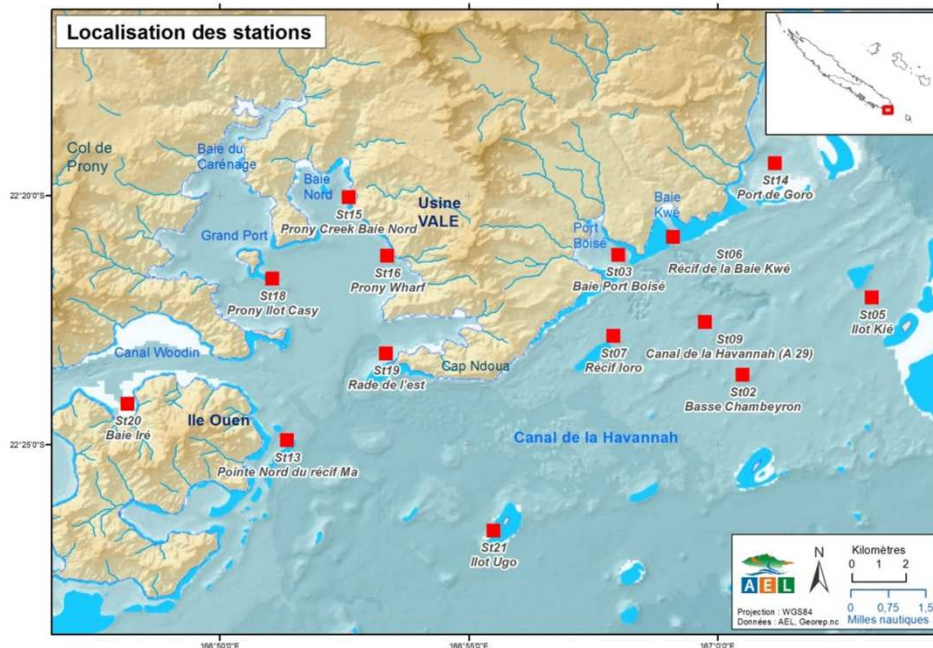 Localisation des stations
Col de
Prony
Baie du
Carénage
Baie
Nord
22°20'0"S
St15
Prony Creek Baie Nord
Usine
VALE
St14
Port de Goro
Baie
Kwé
Port
Boisé
Grand Port
St16
Prony Wharf
St03
Baie Port Boisé
St06
Récif de la Baie Kwé
St18
Prony Ilot Casy
St05
Ilot Kié
St07
Récif Ioro
St09
Canal de la Havannah (A 29)
Canal Woodin
St19
Rade de l'est
Cap Ndoua
St02
Basse Chambeyron
St20
Baie Iré
Ile Ouen
22°25'0"S
St13
Pointe Nord du récif Ma
Canal de la Havannah
St21
Ilot Ugo
AEL
N
Kilomètres
0 1 2
0 0,75 1,5
Milles nautiques
Projection : WGS84
Données : AEL, Georep.nc
166°50'0"E
166°55'0"E
167°0'0"E